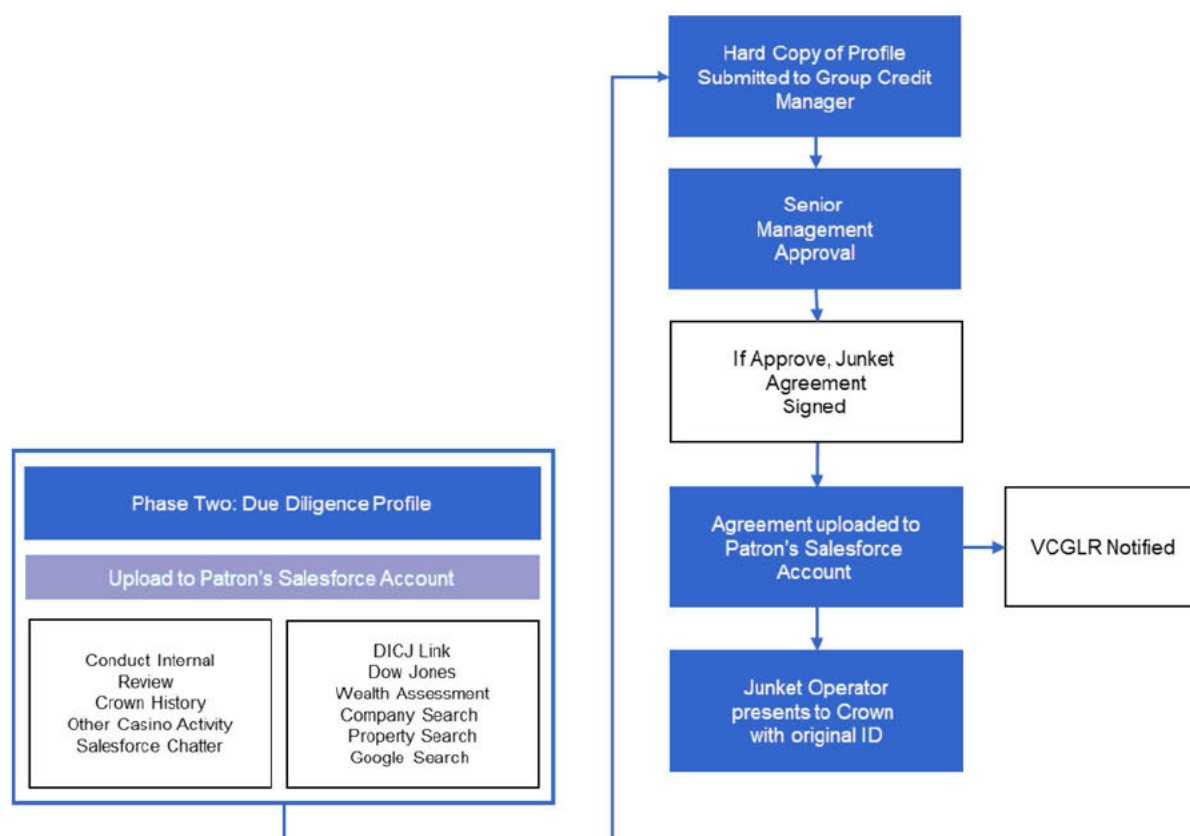 Phase Two: Due Diligence Profile
Upload to Patron's Salesforce Account
Conduct Internal
Review
Crown History
Other Casino Activity
Salesforce Chatter
DICJ Link
Dow Jones
Wealth Assessment
Company Search
Property Search
Google Search
Hard Copy of Profile
Submitted to Group Credit
Manager
Senior
Management
Approval
If Approve, Junket
Agreement
Signed
Agreement uploaded to
Patron's Salesforce
Account
VCGLR Notified
Junket Operator
presents to Crown
with original ID